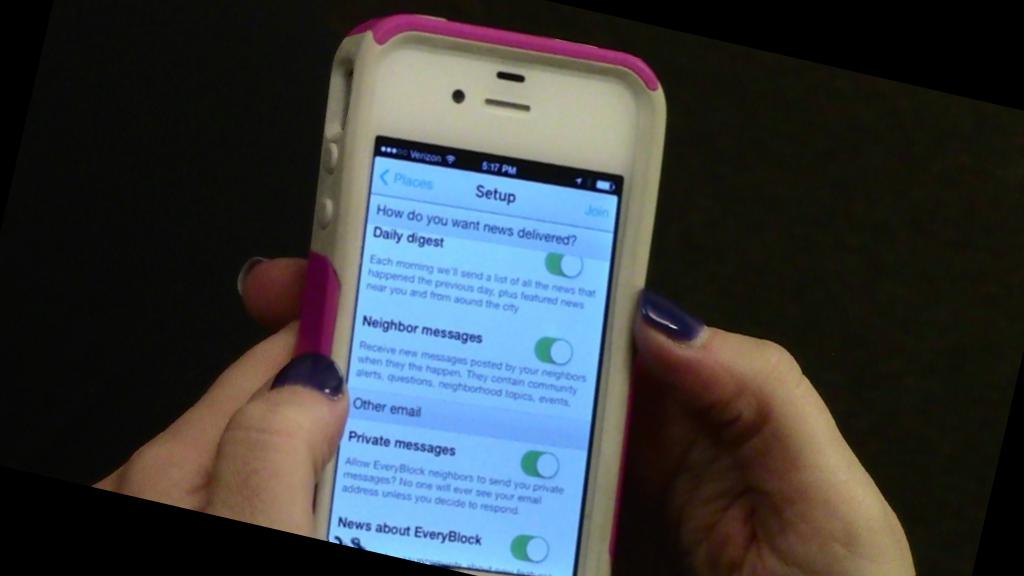 Verizon 5:17 PM
Places Setup Join
How do you want news delivered?
Daily digest
Each morning we'll send a list of all the news that
happened the previous day, plus featured news
near you and from aound the city
Neighbor messages
Receive new messages posted by your neighbors
when they the happen. They contain community
alerts, questions, neighborhood topics, events,
Other email
Private messages
Allow EveryBlock neighbors to send you private
messages? No one will ever see your email
address unless you decide to respond.
News about EveryBlock